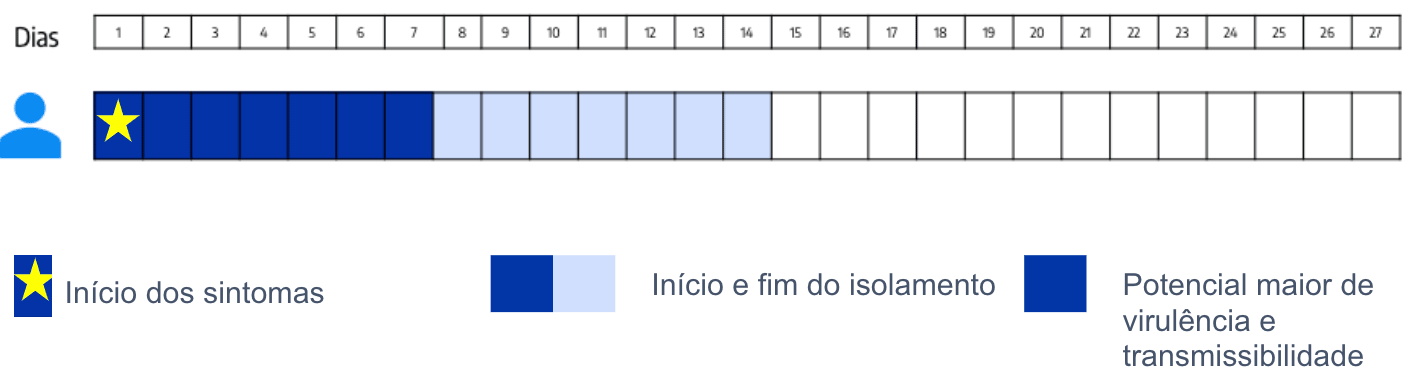 Dias 1 2 3 4 5 6 7 8 9 10 11 12 13 14 15 16 17 18 19 20 21 22 23 24 25 26 27
Início dos sintomas
Início e fim do isolamento
Potencial maior de
virulência e
transmissibilidade